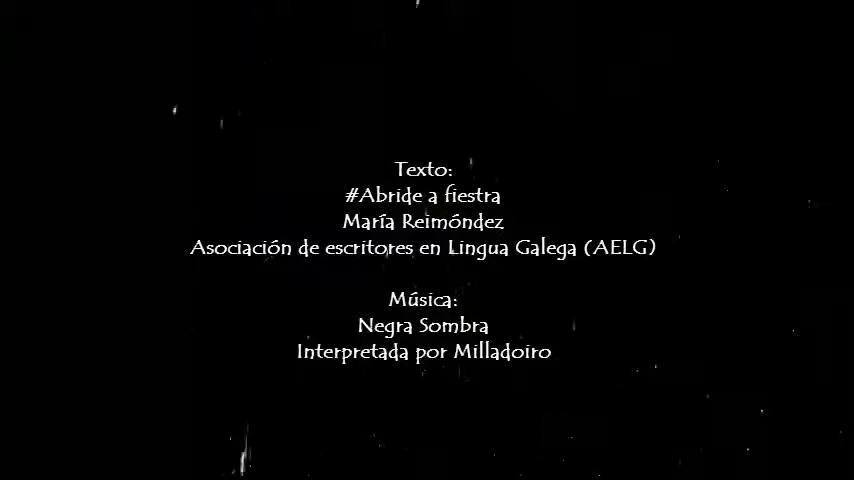 Texto:
#Abride a fiestra
María Reimóndez
Asociación de escritores en Lingua Galega (AELG)
Música:
Negra Sombra
Interpretada por Milladoiro